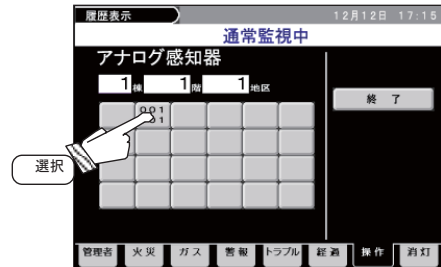 履歴表示 12月12日 17:15
通常監視中
アナログ感知器
1棟 1階 1地区
001
01
終 了
選択
管理者 火災 ガス 警報 トラブル 経過 操作 消灯